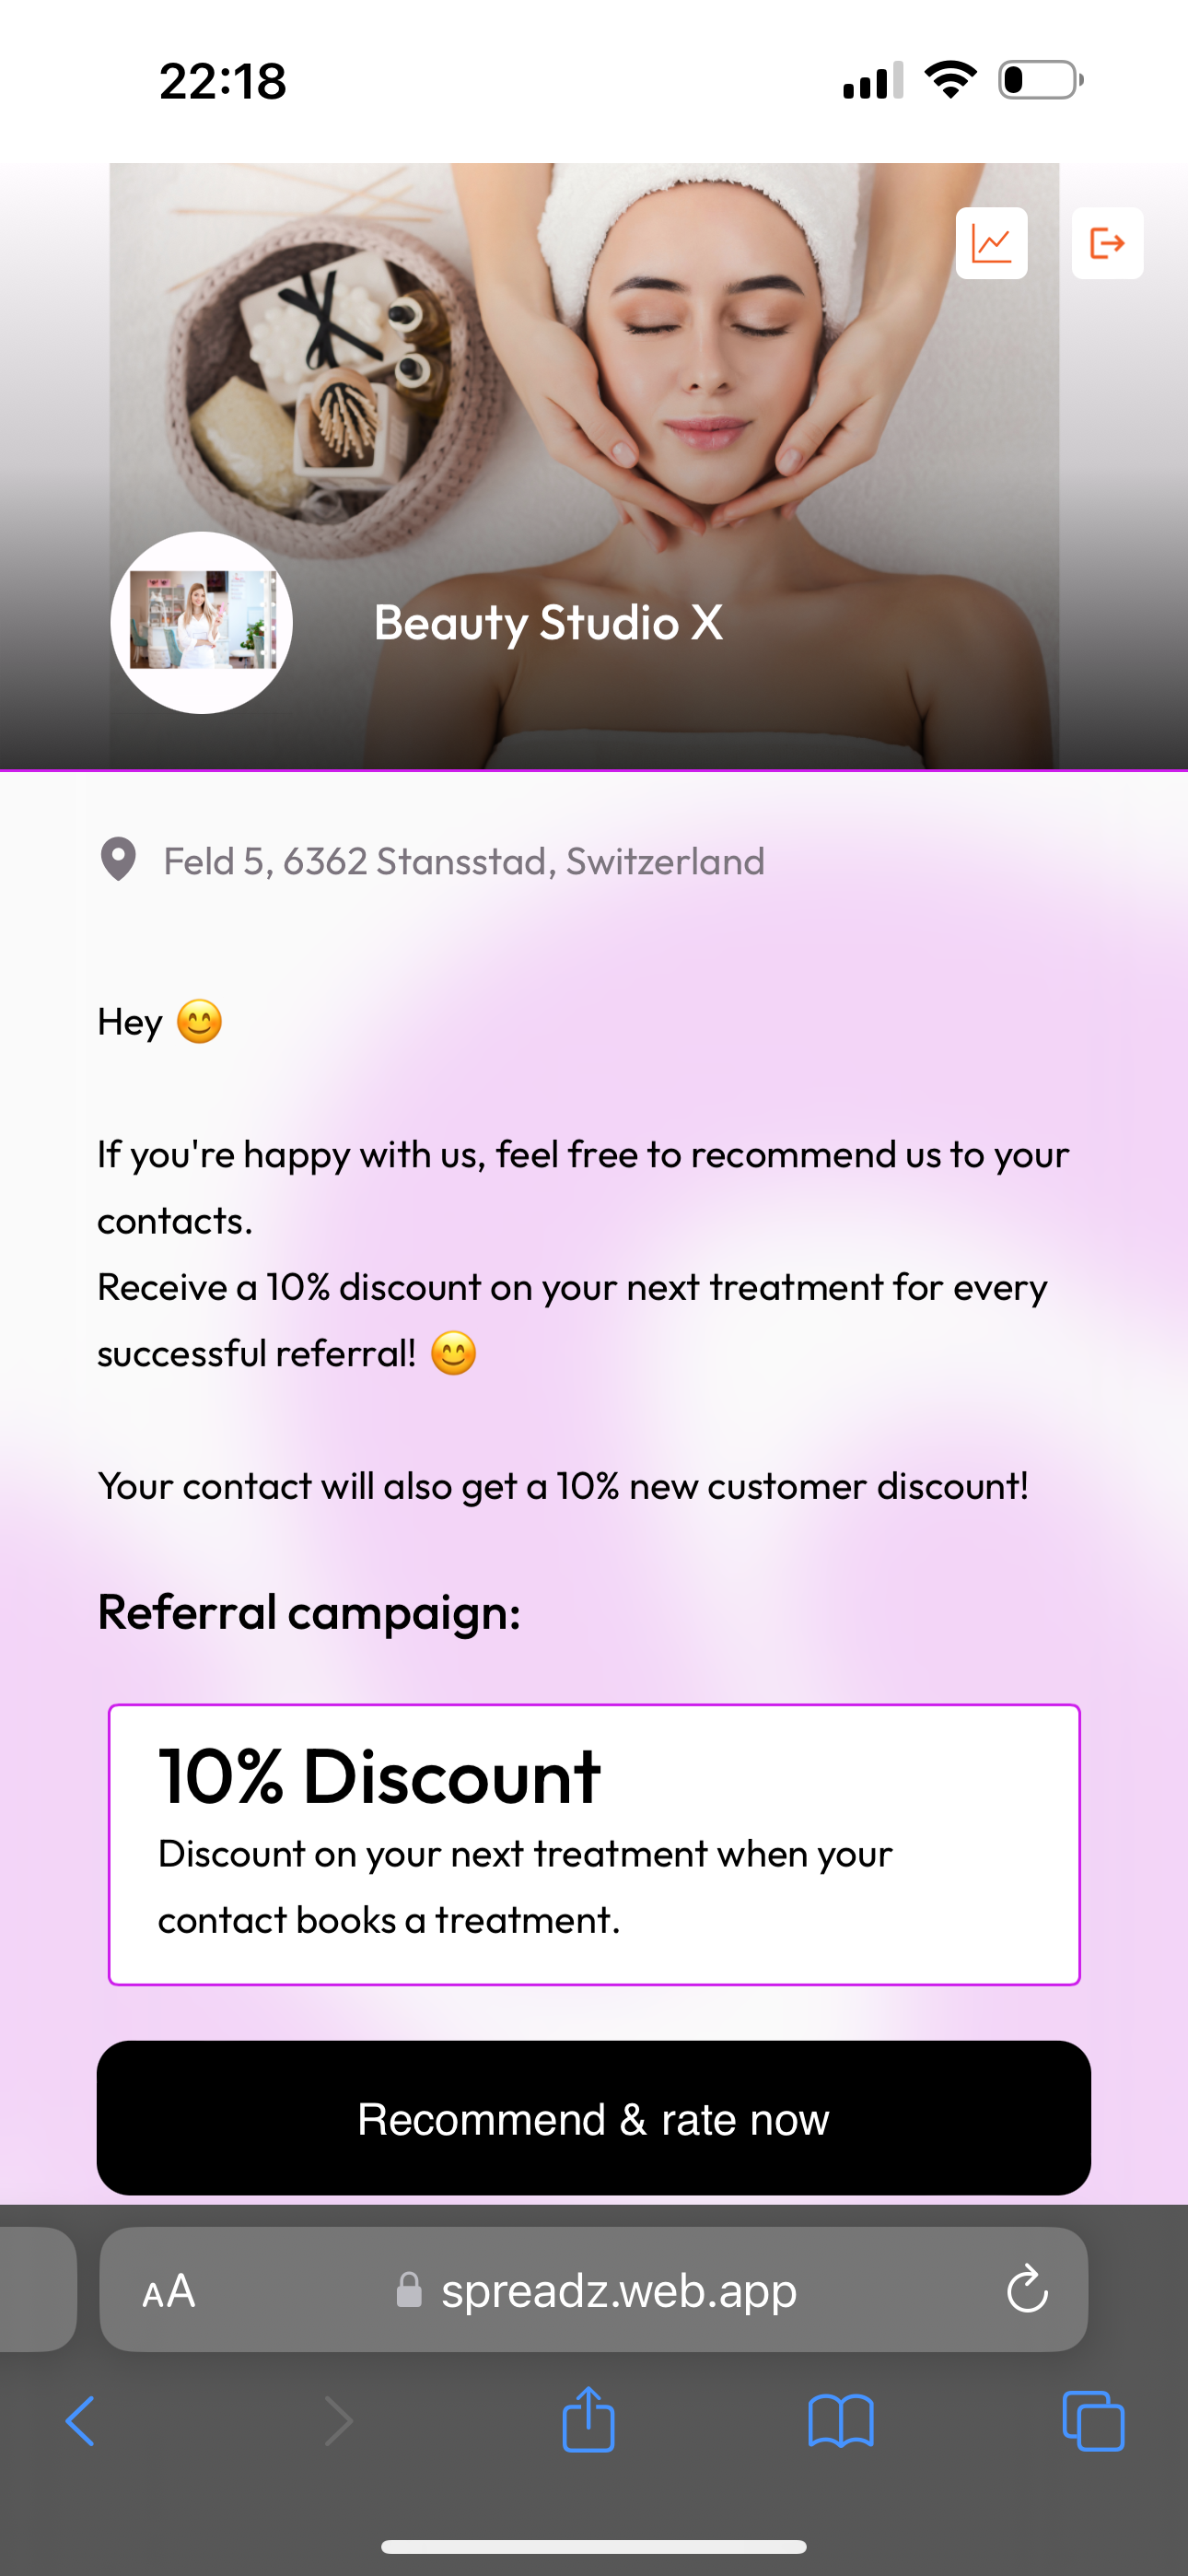 22:18
Beauty Studio X
Feld 5, 6362 Stansstad, Switzerland
Hey 😊
If you're happy with us, feel free to recommend us to your
contacts.
Receive a 10% discount on your next treatment for every
successful referral! 😊
Your contact will also get a 10% new customer discount!
Referral campaign:
10% Discount
Discount on your next treatment when your
contact books a treatment.
Recommend & rate now
AA spreadz.web.app